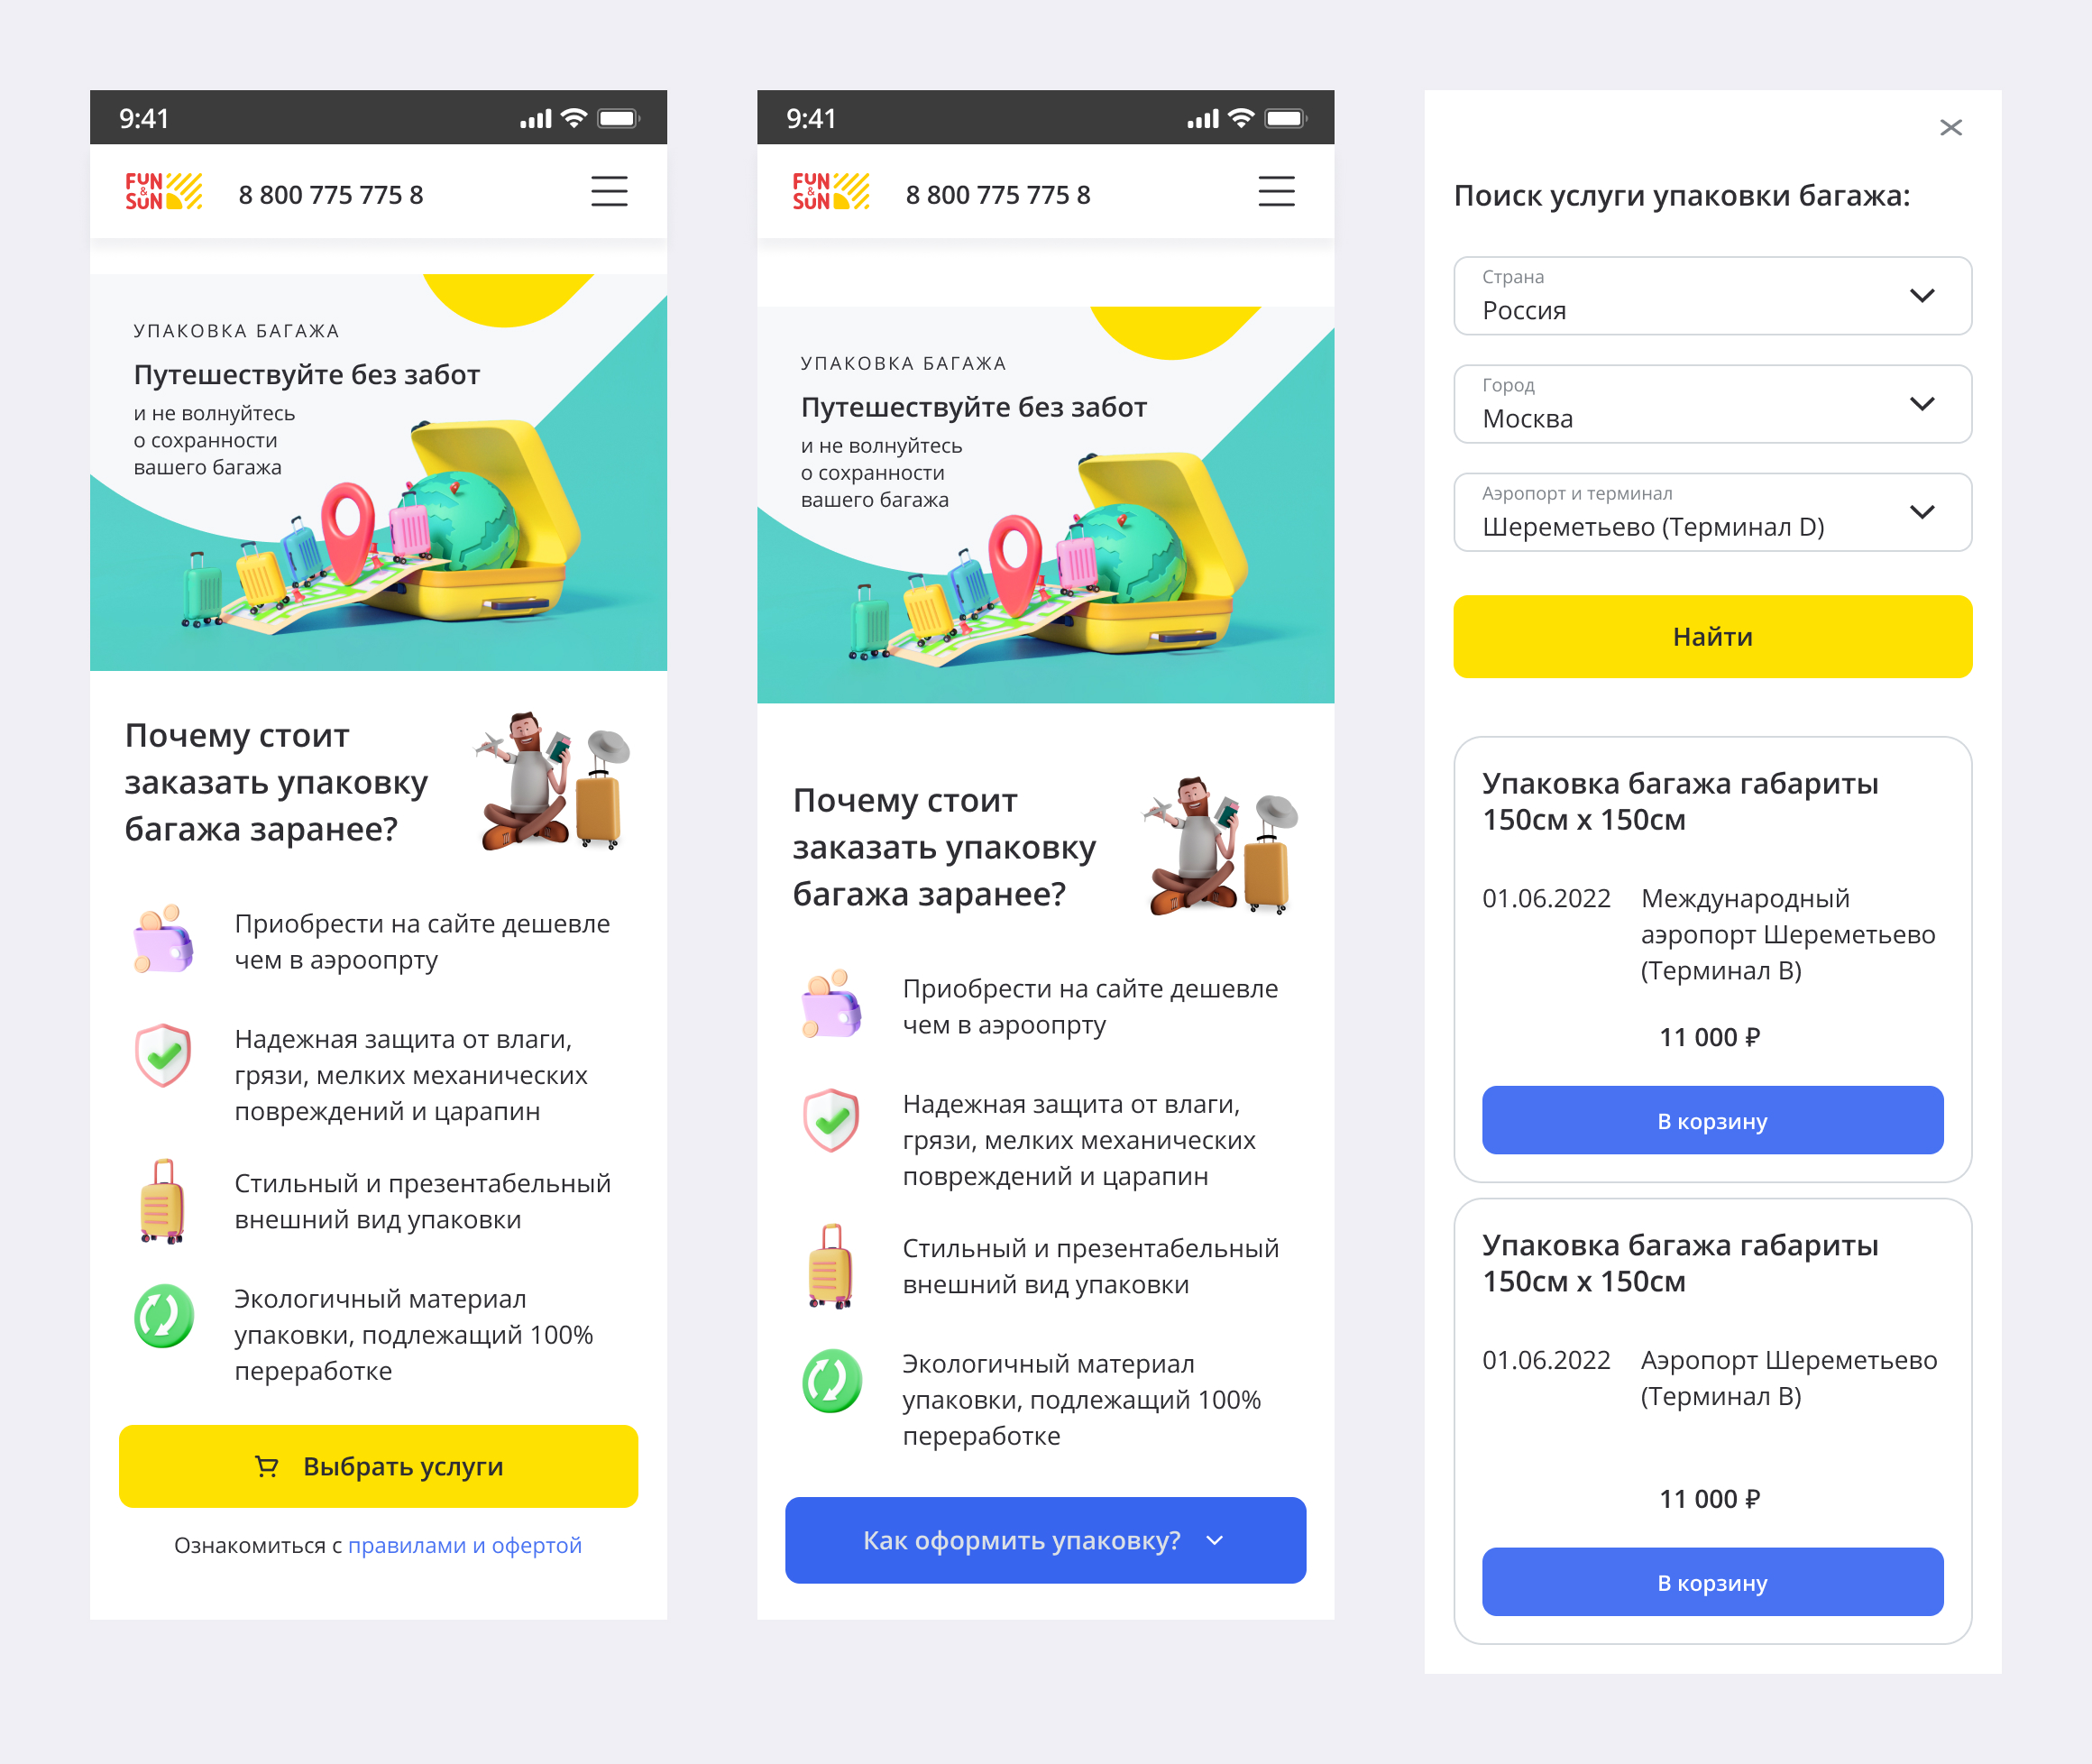 9:41
FUN
&
SUN
8 800 775 775 8
УПАКОВКА БАГАЖА
Путешествуйте без забот
и не волнуйтесь
о сохранности
вашего багажа
Почему стоит
заказать упаковку
багажа заранее?
Приобрести на сайте дешевле
чем в аэроопрту
Надежная защита от влаги,
грязи, мелких механических
повреждений и царапин
Стильный и презентабельный
внешний вид упаковки
Экологичный материал
упаковки, подлежащий 100%
переработке
Выбрать услуги
Ознакомиться с правилами и офертой
9:41
FUN
&
SUN
8 800 775 775 8
УПАКОВКА БАГАЖА
Путешествуйте без забот
и не волнуйтесь
о сохранности
вашего багажа
Почему стоит
заказать упаковку
багажа заранее?
Приобрести на сайте дешевле
чем в аэроопрту
Надежная защита от влаги,
грязи, мелких механических
повреждений и царапин
Стильный и презентабельный
внешний вид упаковки
Экологичный материал
упаковки, подлежащий 100%
переработке
Как оформить упаковку?
Поиск услуги упаковки багажа:
Страна
Россия
Город
Москва
Аэропорт и терминал
Шереметьево (Терминал D)
Найти
Упаковка багажа габариты
150см х 150см
01.06.2022 Международный
аэропорт Шереметьево
(Терминал В)
11 000 ₽
В корзину
Упаковка багажа габариты
150см х 150см
01.06.2022 Аэропорт Шереметьево
(Терминал В)
11 000 ₽
В корзину